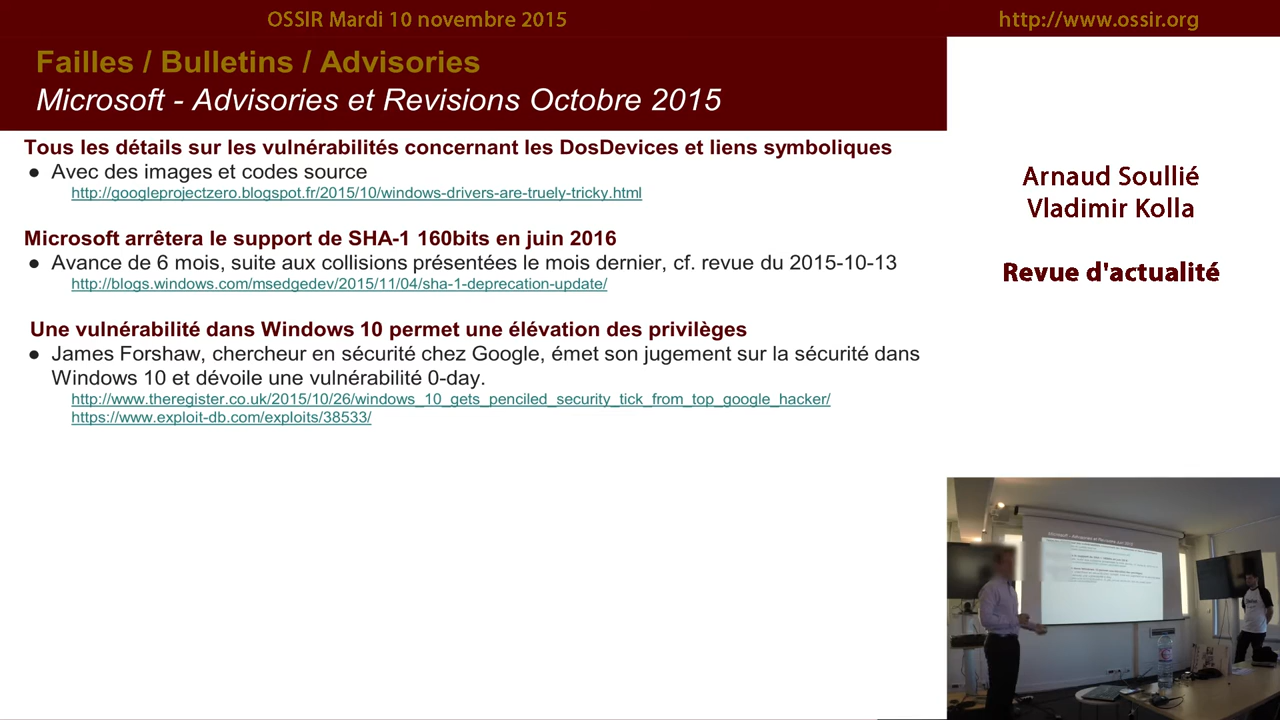 OSSIR Mardi 10 novembre 2015
http://www.ossir.org
Failles / Bulletins / Advisories
Microsoft - Advisories et Revisions Octobre 2015
Tous les détails sur les vulnérabilités concernant les DosDevices et liens symboliques
● Avec des images et codes source
http://googleprojectzero.blogspot.fr/2015/10/windows-drivers-are-truely-tricky.html
Microsoft arrêtera le support de SHA-1 160bits en juin 2016
● Avance de 6 mois, suite aux collisions présentées le mois dernier, cf. revue du 2015-10-13
http://blogs.windows.com/msedgedev/2015/11/04/sha-1-deprecation-update/
Une vulnérabilité dans Windows 10 permet une élévation des privilèges
● James Forshaw, chercheur en sécurité chez Google, émet son jugement sur la sécurité dans
Windows 10 et dévoile une vulnérabilité 0-day.
http://www.theregister.co.uk/2015/10/26/windows_10_gets_penciled_security_tick_from_top_google_hacker/
https://www.exploit-db.com/exploits/38533/
Arnaud Soullié
Vladimir Kolla
Revue d'actualité